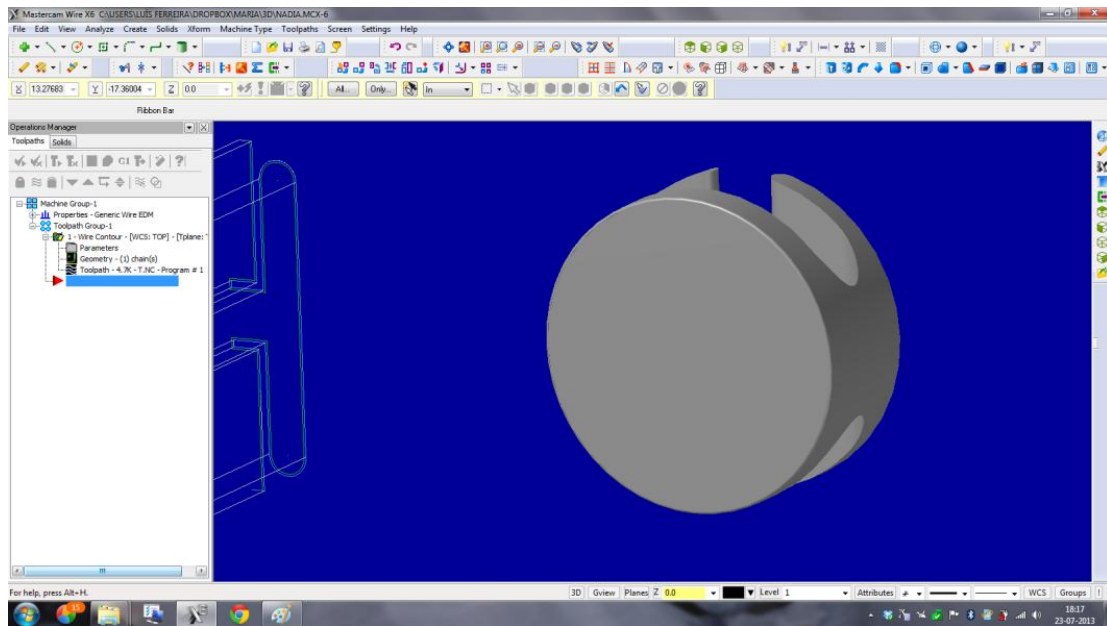 Mastercam Wire X6 C:\USERS\LUÍS FERREIRA\DROPBOX\MARIA\3D\NADIA.MCX-6
File Edit View Analyze Create Solids Xform Machine Type Toolpaths Screen Settings Help
X 13.27683 Y -17.36004 Z 0.0 All... Only... In
Ribbon Bar
Operations Manager
Toolpaths Solids
G1
Machine Group-1
Properties - Generic Wire EDM
Toolpath Group-1
1 - Wire Contour - [WCS: TOP] - [Tplane:
Parameters
Geometry - (1) chain(s)
Toolpath - 4.7K - T.NC - Program # 1
For help, press Alt+H.
3D Gview Planes Z 0.0 Level 1 Attributes WCS Groups
15
18:17
23-07-2013